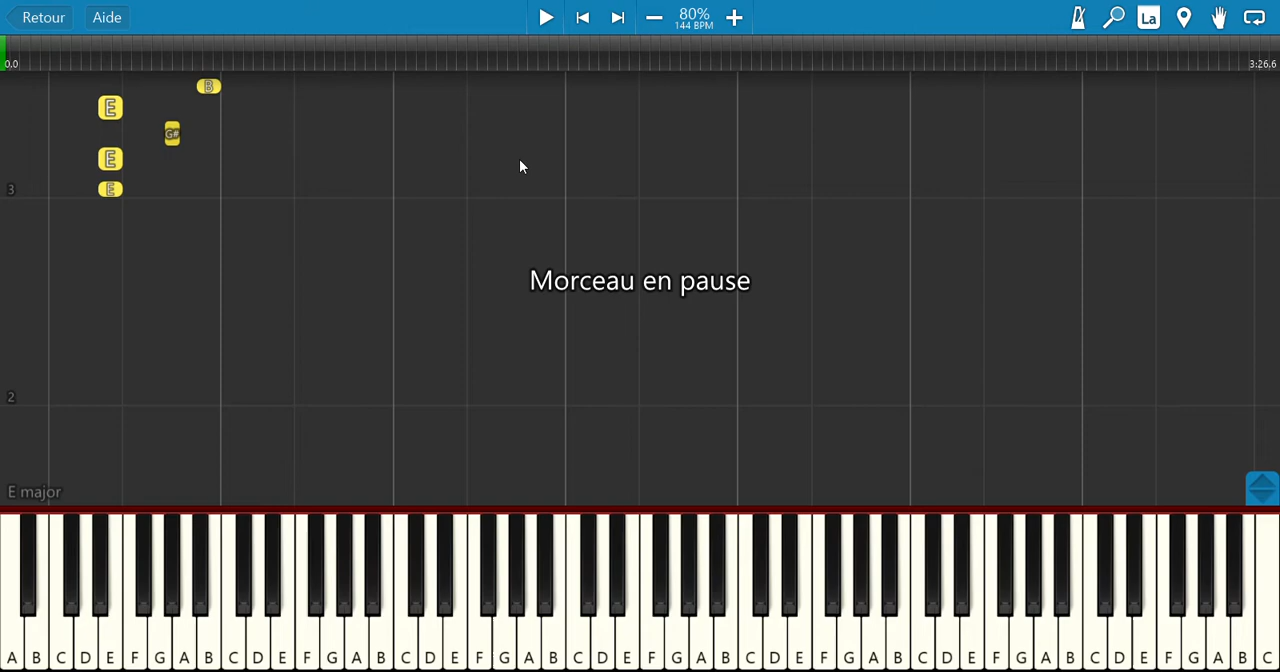 Retour Aide 80% La
144 BPM
0.0 3:26.6
B
E
G#
E
3 E
Morceau en pause
2
E major
A B C D E F G A B C D E F G A B C D E F G A B C D E F G A B C D E F G A B C D E F G A B C D E F G A B C